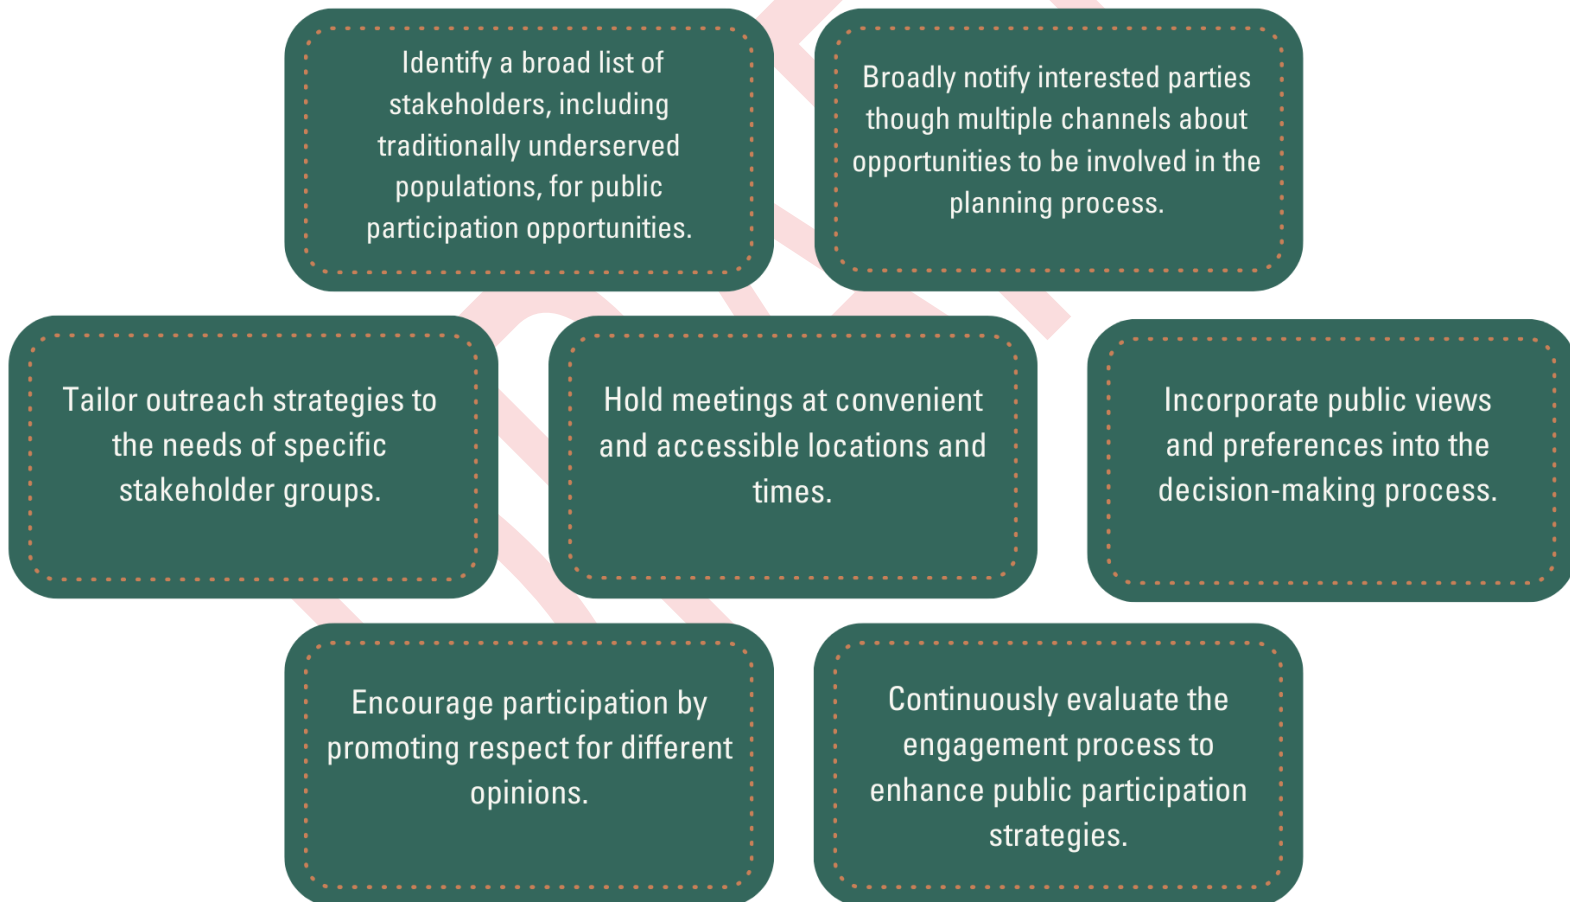 Identify a broad list of
stakeholders, including
traditionally underserved
populations, for public
participation opportunities.
Broadly notify interested parties
though multiple channels about
opportunities to be involved in the
planning process.
Tailor outreach strategies to
the needs of specific
stakeholder groups.
Hold meetings at convenient
and accessible locations and
times.
Incorporate public views
and preferences into the
decision-making process.
Encourage participation by
promoting respect for different
opinions.
Continuously evaluate the
engagement process to
enhance public participation
strategies.